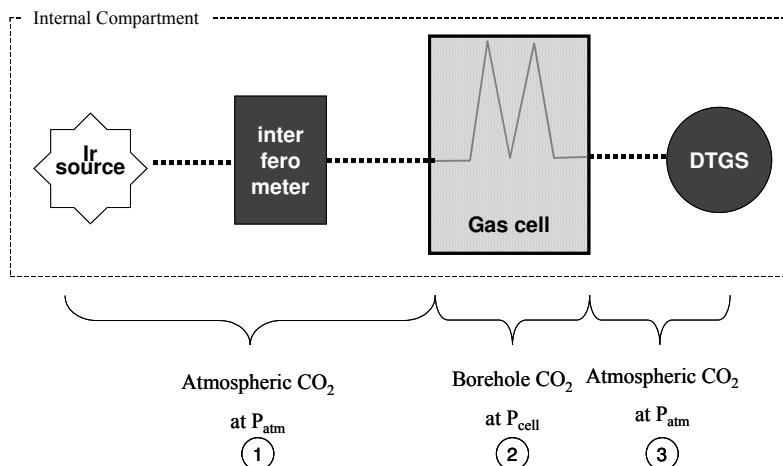 Internal Compartment
Ir
source
inter
fero
meter
Gas cell
DTGS
Atmospheric CO₂
at Pₐₜₘ
1
Borehole CO₂
at P_cell
2
Atmospheric CO₂
at Pₐₜₘ
3